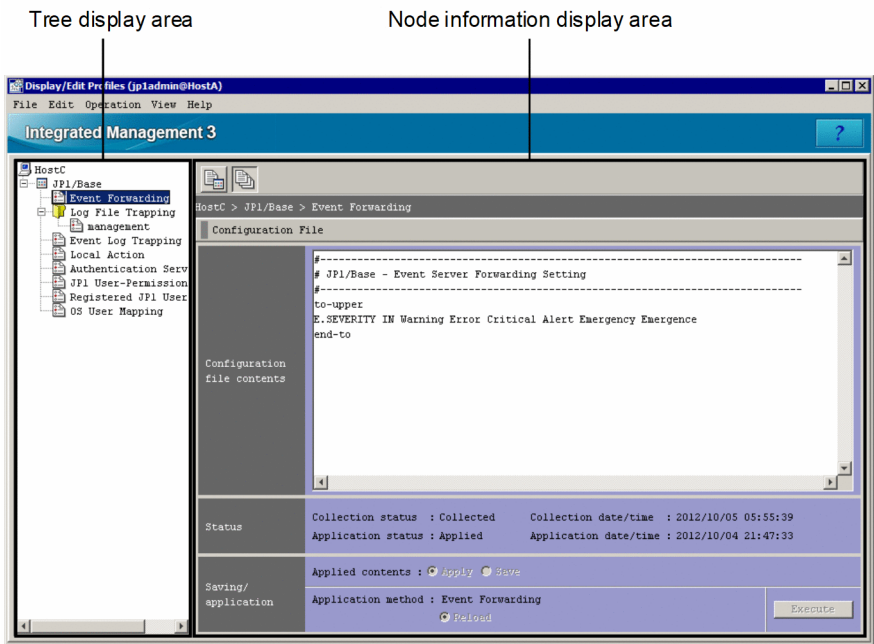 Tree display area
Node information display area
Display/Edit Profiles (jp1admin@HostA)
File Edit Operation View Help
Integrated Management 3
?
HostC
JP1/Base
Event Forwarding
Log File Trapping
management
Event Log Trapping
Local Action
Authentication Serv
JP1 User-Permission
Registered JP1 User
OS User Mapping
HostC > JP1/Base > Event Forwarding
Configuration File
Configuration
file contents
#--------------------------------------------------------------------------------
# JP1/Base - Event Server Forwarding Setting
#--------------------------------------------------------------------------------
to-upper
E.SEVERITY IN Warning Error Critical Alert Emergency Emergence
end-to
Status
Collection status : Collected Collection date/time : 2012/10/05 05:55:39
Application status : Applied Application date/time : 2012/10/04 21:47:33
Saving/
application
Applied contents : Apply Save
Application method : Event Forwarding
Reload
Execute